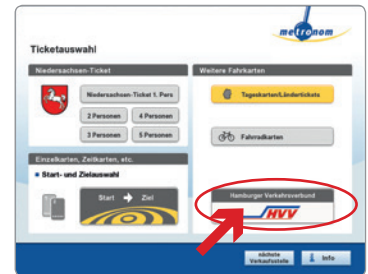 metronom
Ticketauswahl
Niedersachsen-Ticket
Niedersachsen-Ticket 1. Pers
2 Personen
4 Personen
3 Personen
5 Personen
Weitere Fahrkarten
Tageskarten/Ländertickets
Fahrradkarten
Einzelkarten, Zeitkarten, etc.
Start- und Zielauswahl
Start
Ziel
Hamburger Verkehrsverbund
HVV
nächste
Verkaufsstelle
i Info